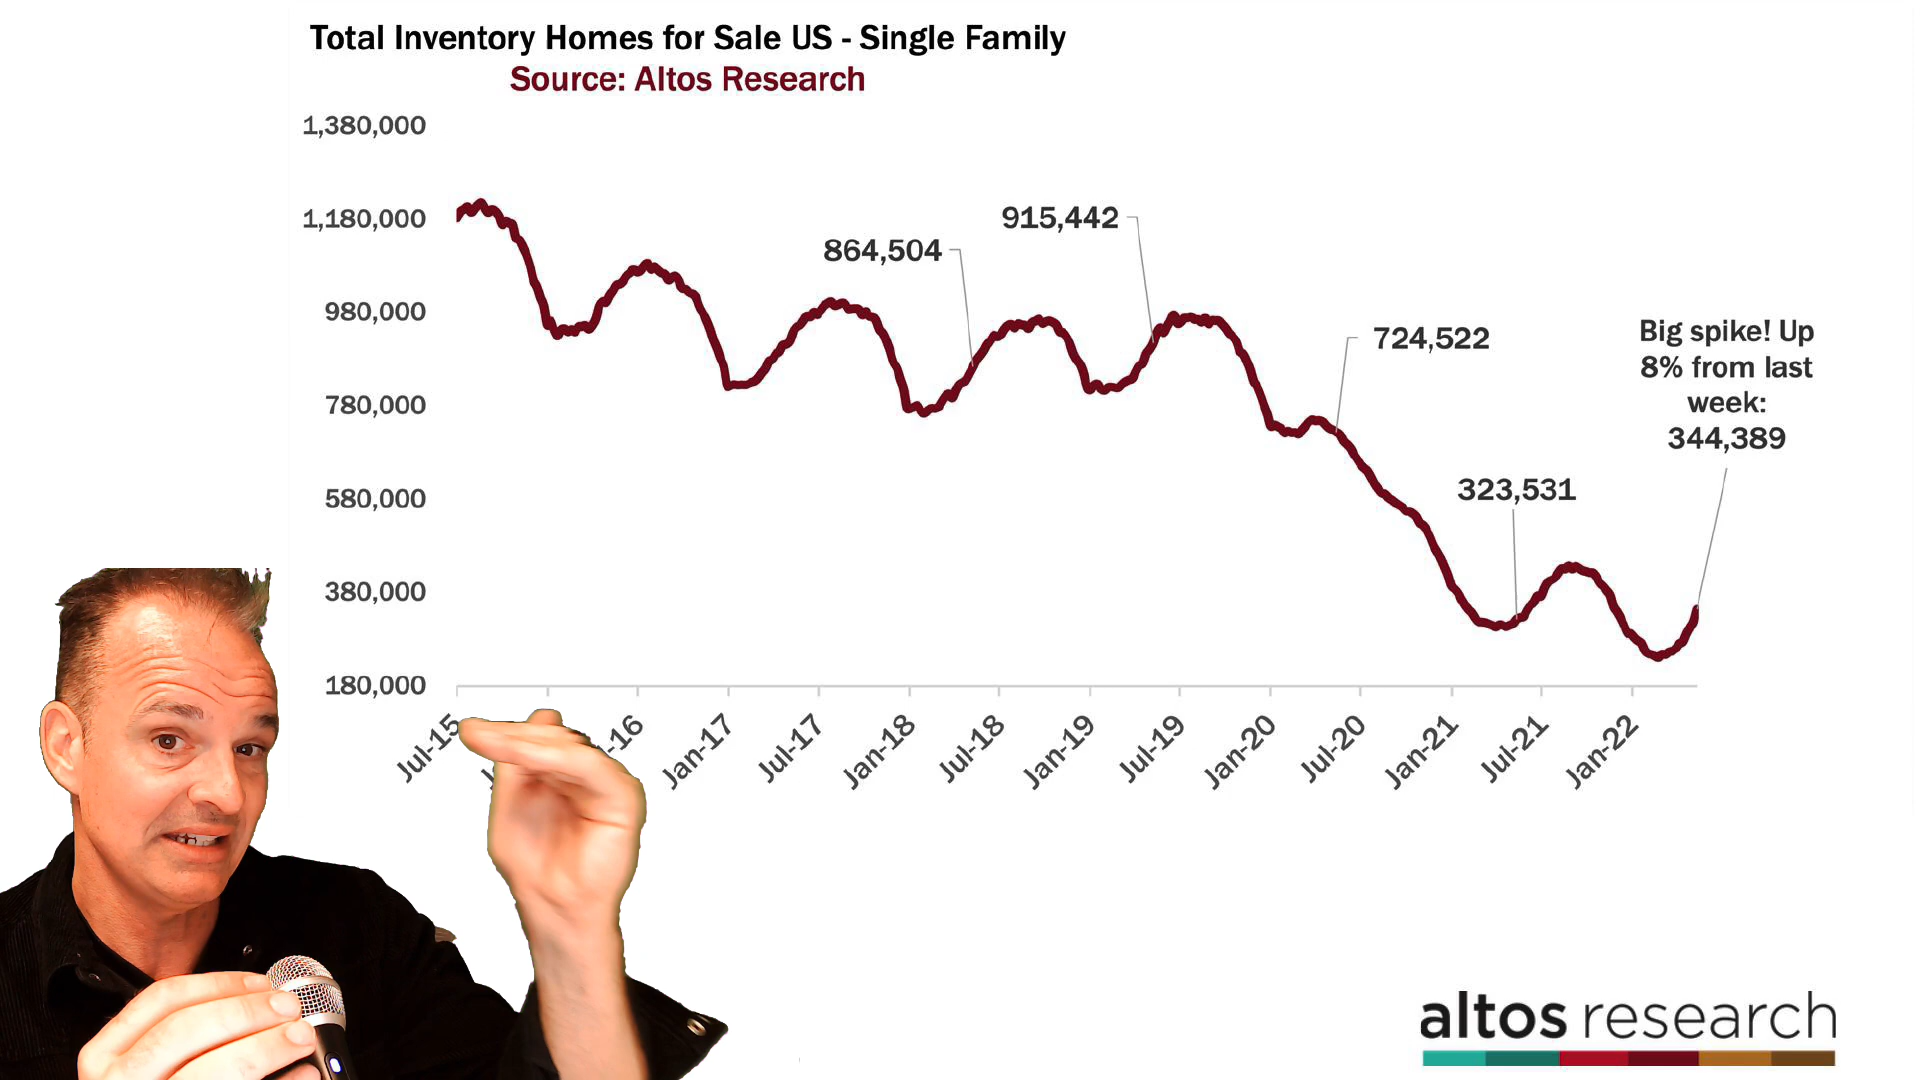 Total Inventory Homes for Sale US - Single Family
Source: Altos Research
1,380,000
1,180,000
980,000
780,000
580,000
380,000
180,000
864,504
915,442
724,522
323,531
Big spike! Up
8% from last
week:
344,389
Jul-15
-16
Jan-17
Jul-17
Jan-18
Jul-18
Jan-19
Jul-19
Jan-20
Jul-20
Jan-21
Jul-21
Jan-22
altos research